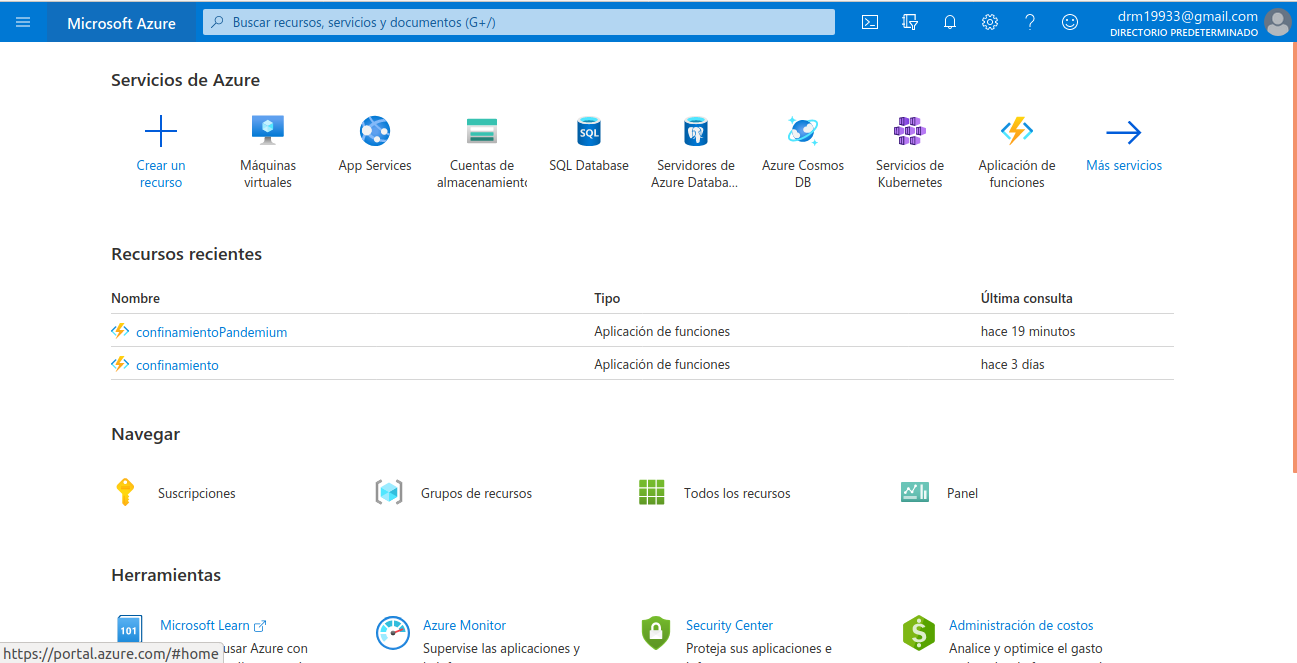 Microsoft Azure
Buscar recursos, servicios y documentos (G+/)
drm19933@gmail.com
DIRECTORIO PREDETERMINADO
Servicios de Azure
Crear un
recurso
Máquinas
virtuales
App Services
Cuentas de
almacenamiento
SQL
SQL Database
Servidores de
Azure Databa...
Azure Cosmos
DB
Servicios de
Kubernetes
Aplicación de
funciones
Más servicios
Recursos recientes
Nombre Tipo Última consulta
confinamientoPandemium Aplicación de funciones hace 19 minutos
confinamiento Aplicación de funciones hace 3 días
Navegar
Suscripciones Grupos de recursos Todos los recursos Panel
Herramientas
101
Microsoft Learn
usar Azure con
Azure Monitor
Supervise las aplicaciones y
Security Center
Proteja sus aplicaciones e
Administración de costos
Analice y optimice el gasto
https://portal.azure.com/#home